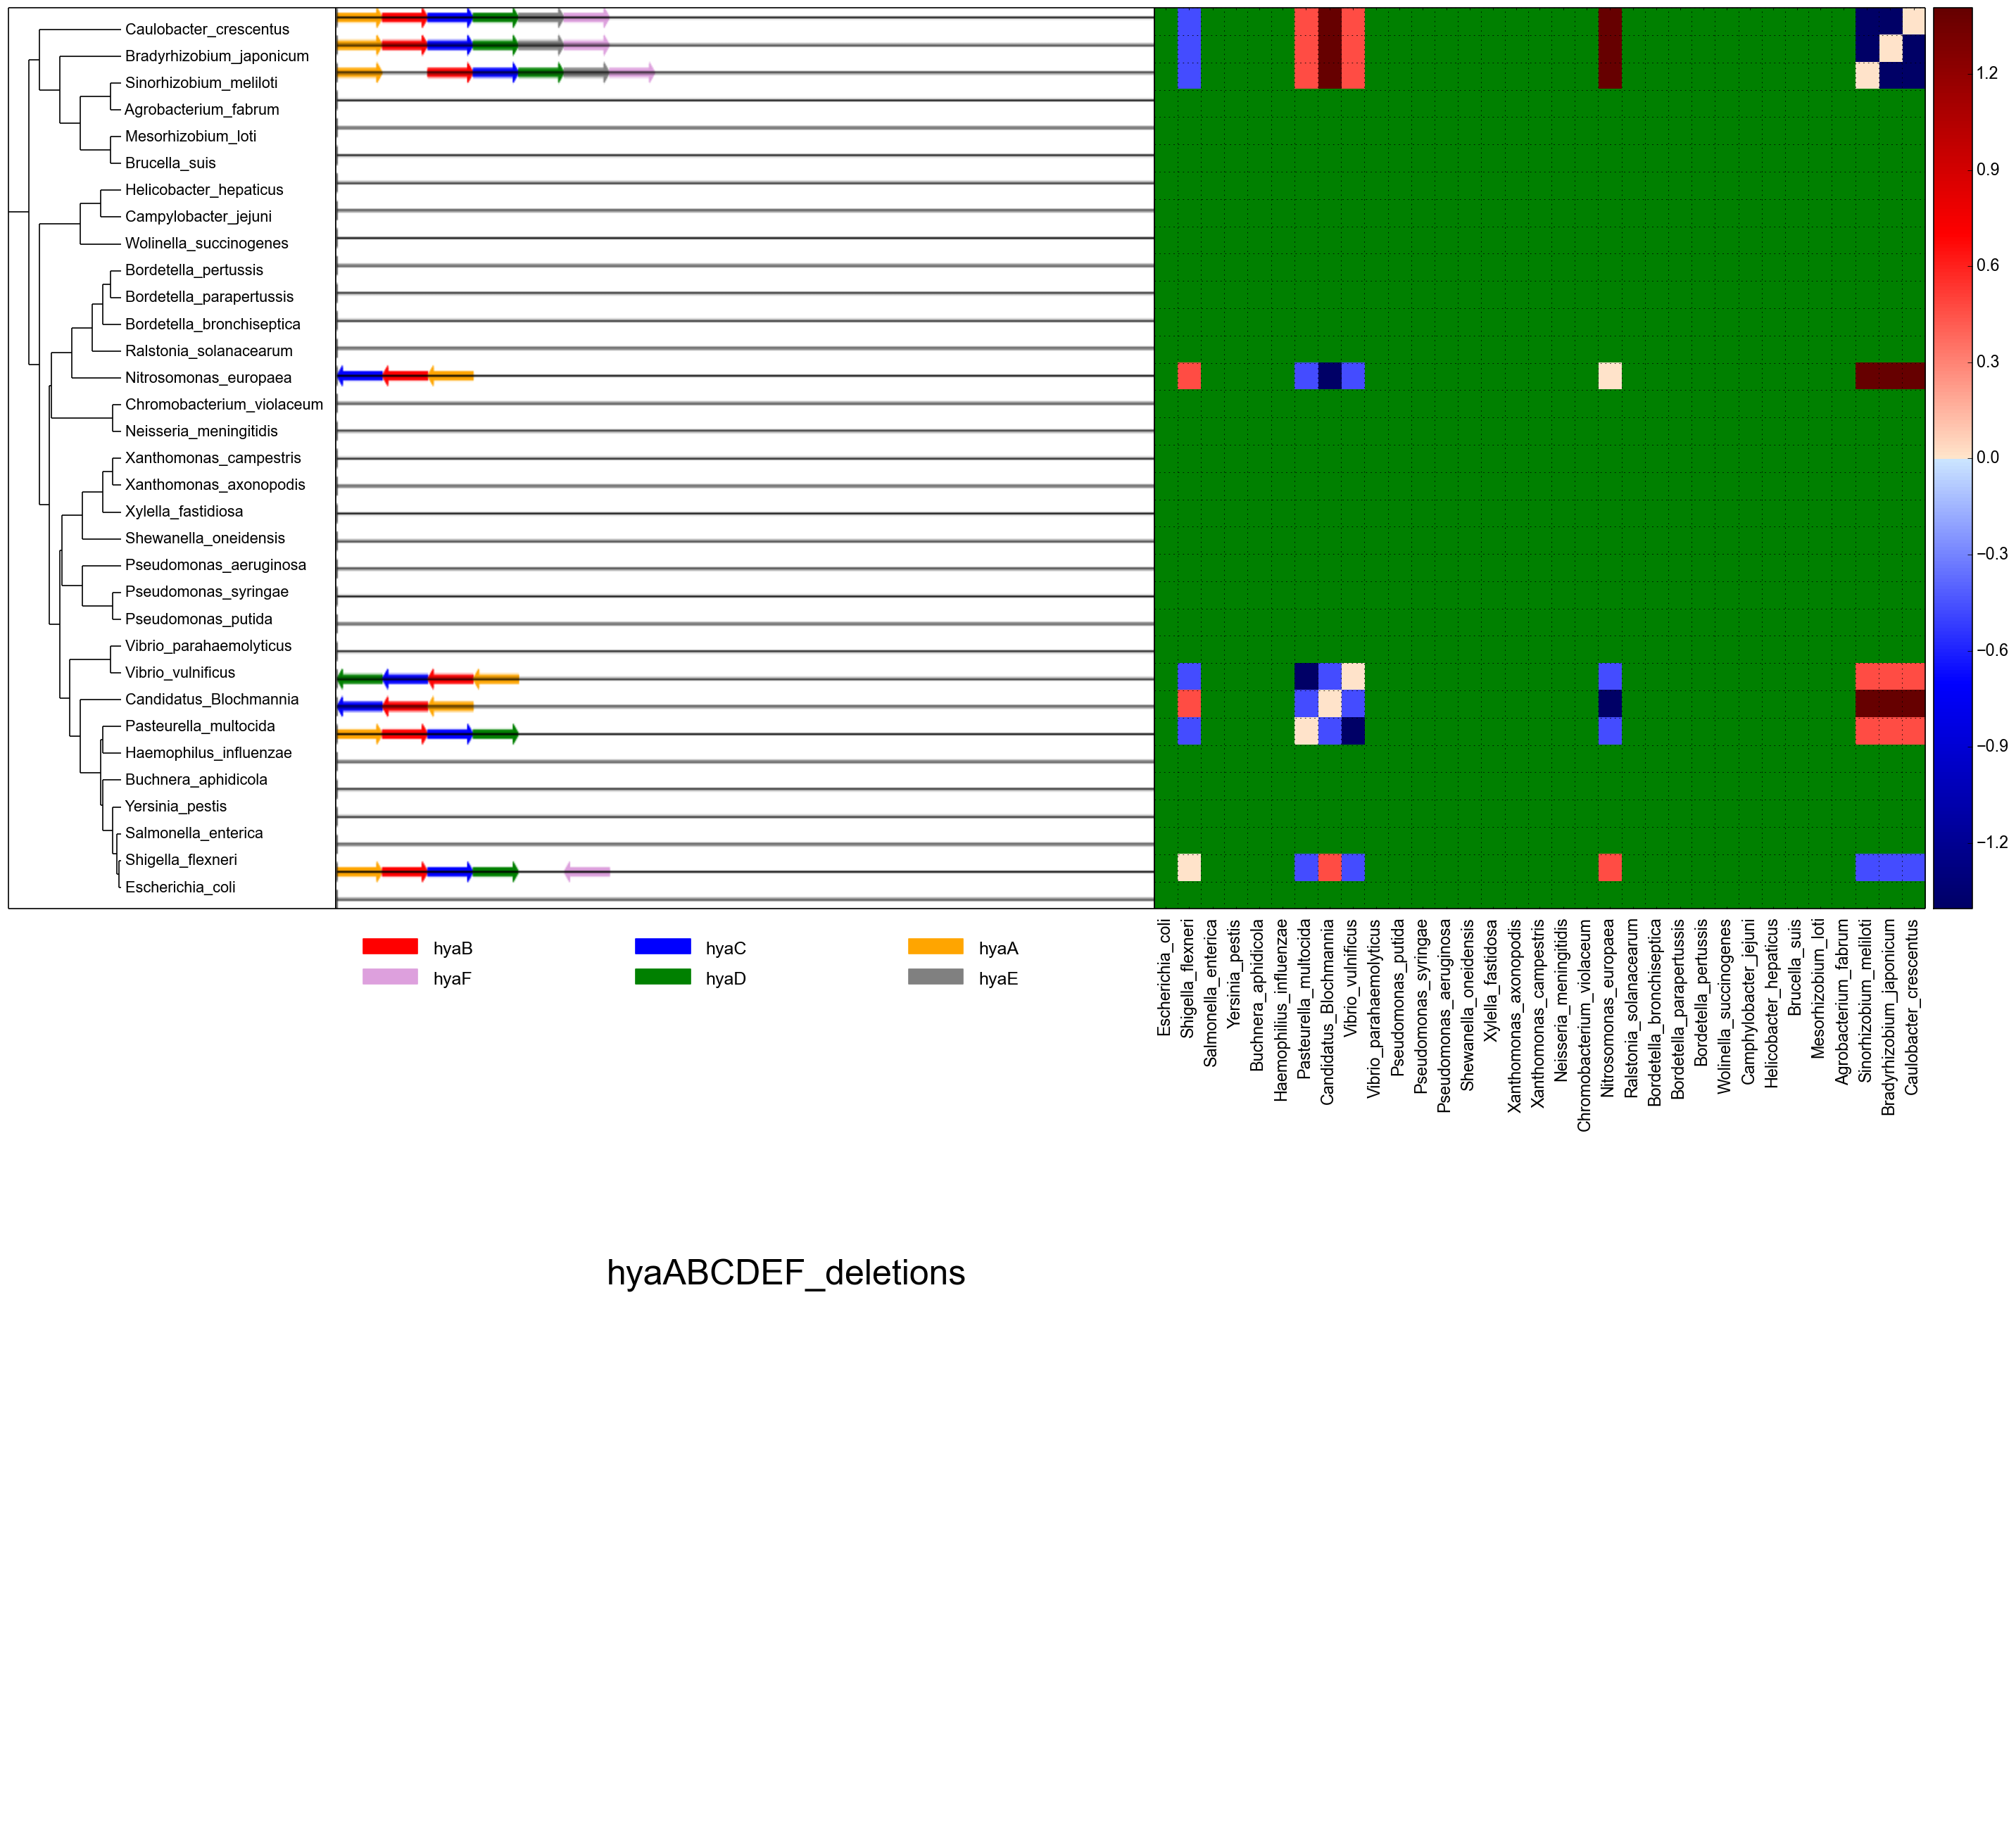 Caulobacter_crescentus
Bradyrhizobium_japonicum
Sinorhizobium_meliloti
Agrobacterium_fabrum
Mesorhizobium_loti
Brucella_suis
Helicobacter_hepaticus
Campylobacter_jejuni
Wolinella_succinogenes
Bordetella_pertussis
Bordetella_parapertussis
Bordetella_bronchiseptica
Ralstonia_solanacearum
Nitrosomonas_europaea
Chromobacterium_violaceum
Neisseria_meningitidis
Xanthomonas_campestris
Xanthomonas_axonopodis
Xylella_fastidiosa
Shewanella_oneidensis
Pseudomonas_aeruginosa
Pseudomonas_syringae
Pseudomonas_putida
Vibrio_parahaemolyticus
Vibrio_vulnificus
Candidatus_Blochmannia
Pasteurella_multocida
Haemophilus_influenzae
Buchnera_aphidicola
Yersinia_pestis
Salmonella_enterica
Shigella_flexneri
Escherichia_coli
1.2
0.9
0.6
0.3
0.0
−0.3
−0.6
−0.9
−1.2
hyaB hyaC hyaA
hyaF hyaD hyaE
Escherichia_coli
Shigella_flexneri
Salmonella_enterica
Yersinia_pestis
Buchnera_aphidicola
Haemophilus_influenzae
Pasteurella_multocida
Candidatus_Blochmannia
Vibrio_vulnificus
Vibrio_parahaemolyticus
Pseudomonas_putida
Pseudomonas_syringae
Pseudomonas_aeruginosa
Shewanella_oneidensis
Xylella_fastidiosa
Xanthomonas_axonopodis
Xanthomonas_campestris
Neisseria_meningitidis
Chromobacterium_violaceum
Nitrosomonas_europaea
Ralstonia_solanacearum
Bordetella_bronchiseptica
Bordetella_parapertussis
Bordetella_pertussis
Wolinella_succinogenes
Camphylobacter_jejuni
Helicobacter_hepaticus
Brucella_suis
Mesorhizobium_loti
Agrobacterium_fabrum
Sinorhizobium_meliloti
Bradyrhizobium_japonicum
Caulobacter_crescentus
hyaABCDEF_deletions